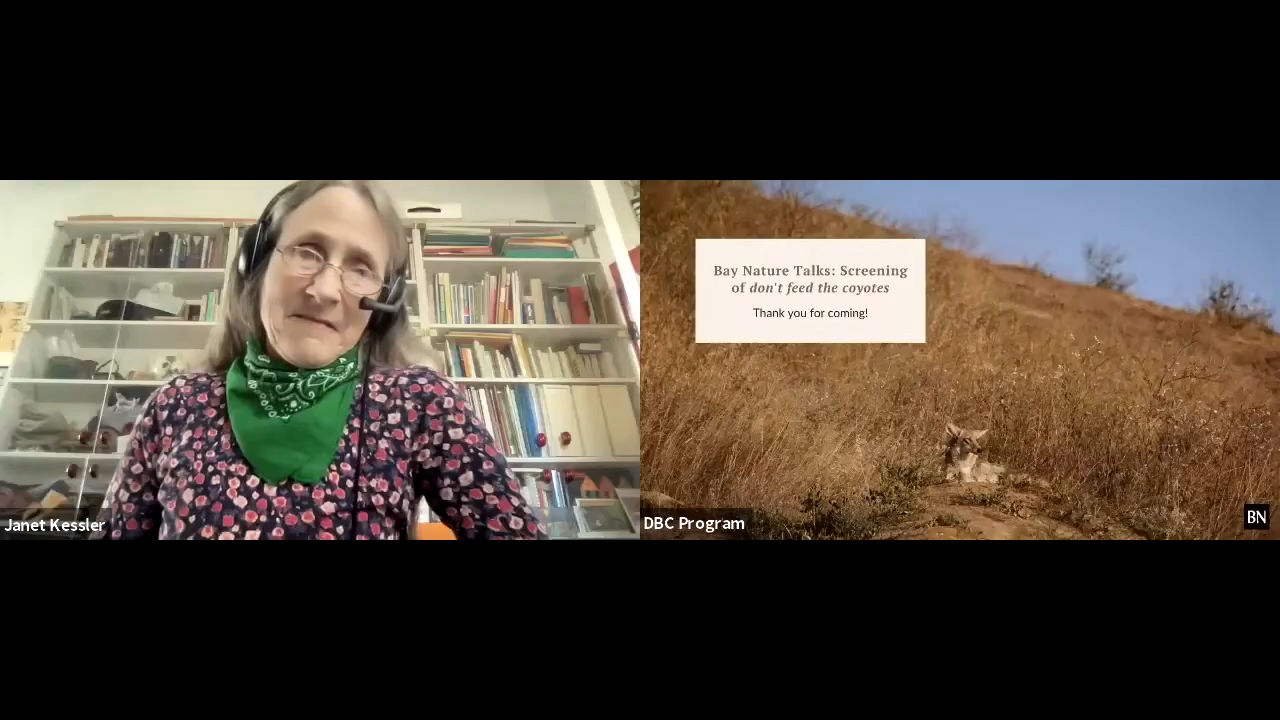 Bay Nature Talks: Screening
of don't feed the coyotes
Thank you for coming!
Janet Kessler
DBC Program
BN